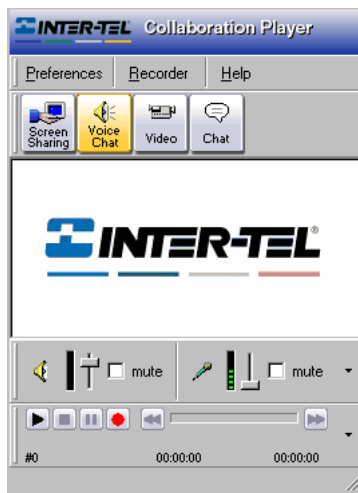 INTER-TEL Collaboration Player
Preferences Recorder Help
Screen Sharing
Voice Chat
Video
Chat
INTER-TEL®
mute mute
#0 00:00:00 00:00:00